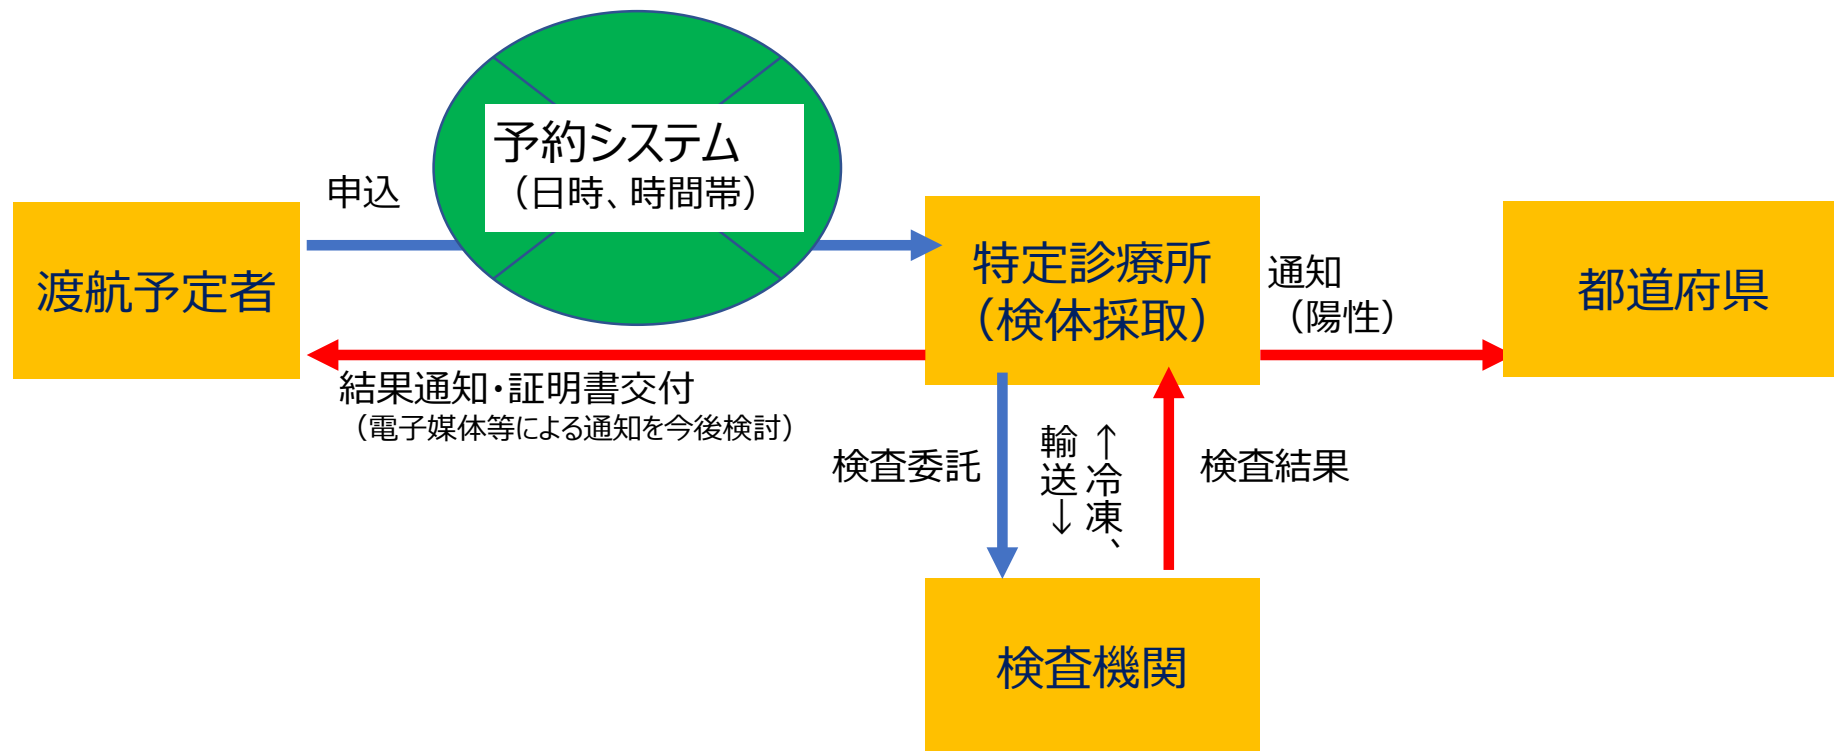 予約システム
（日時、時間帯）
申込
渡航予定者
特定診療所
（検体採取）
通知
（陽性）
都道府県
結果通知・証明書交付
（電子媒体等による通知を今後検討）
検査委託
↑冷凍、
輸送↓
検査結果
検査機関